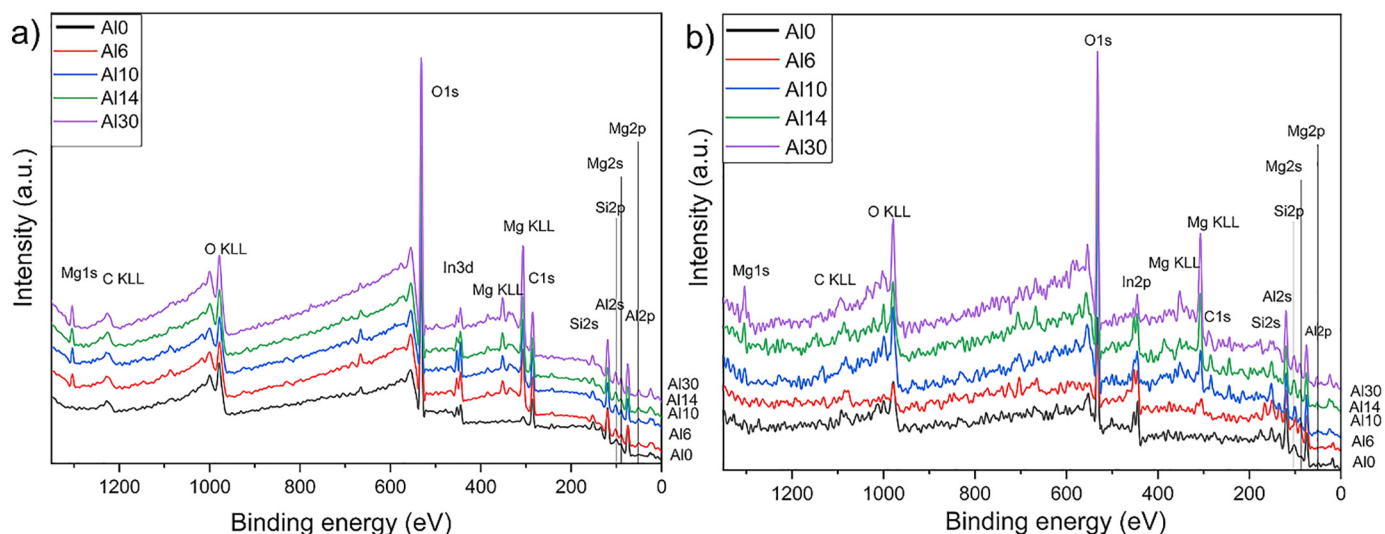 a)
Al0
Al6
Al10
Al14
Al30
O1s
Mg2p
Mg2s
Si2p
Mg1s
C KLL
O KLL
In3d
Mg KLL
Mg KLL
C1s
Al2s
Si2s
Al2p
Al30
Al14
Al10
Al6
Al0
Intensity (a.u.)
1200 1000 800 600 400 200 0
Binding energy (eV)
b)
Al0
Al6
Al10
Al14
Al30
O1s
Mg2p
Mg2s
Si2p
O KLL
Mg KLL
Mg1s
C KLL
In2p
Mg KLL
C1s
Al2s
Si2s
Al2p
Al30
Al14
Al10
Al6
Al0
Intensity (a.u.)
1200 1000 800 600 400 200 0
Binding energy (eV)